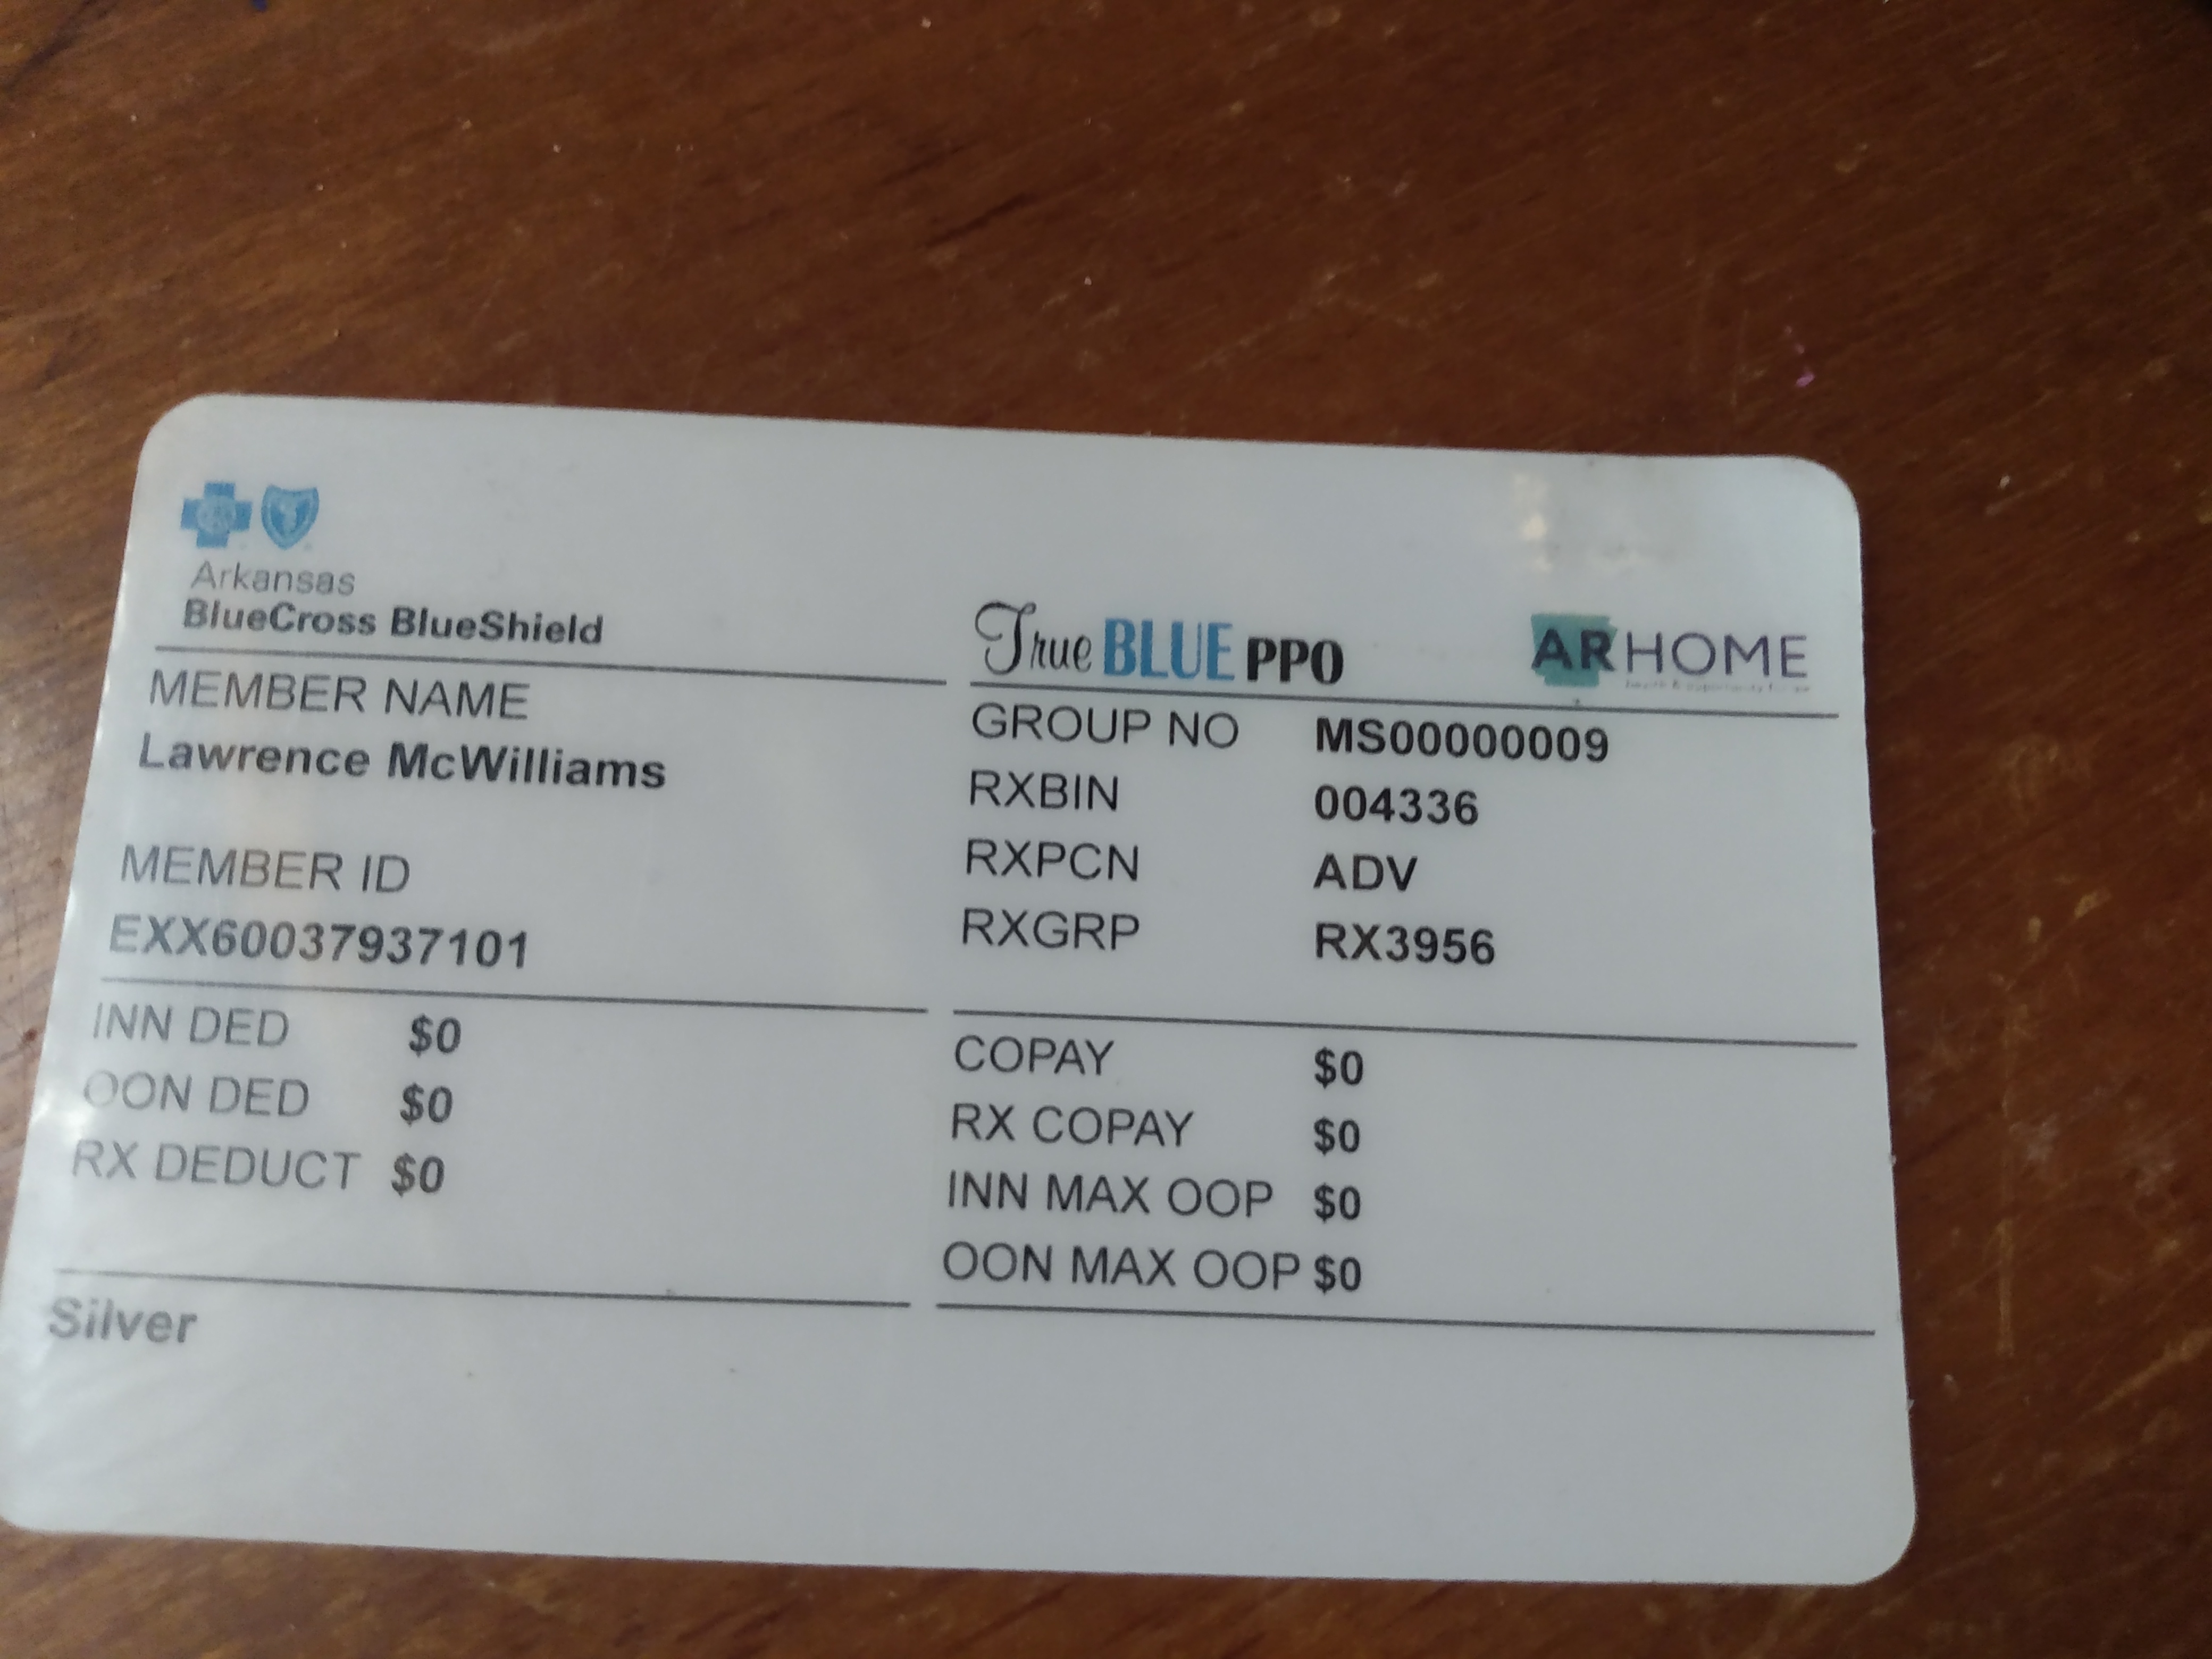 Arkansas
BlueCross BlueShield
MEMBER NAME
Lawrence McWilliams
MEMBER ID
EXX60037937101
INN DED $0
OON DED $0
RX DEDUCT $0
Silver
True BLUE PPO
ARHOME
GROUP NO MS00000009
RXBIN 004336
RXPCN ADV
RXGRP RX3956
COPAY $0
RX COPAY $0
INN MAX OOP $0
OON MAX OOP $0